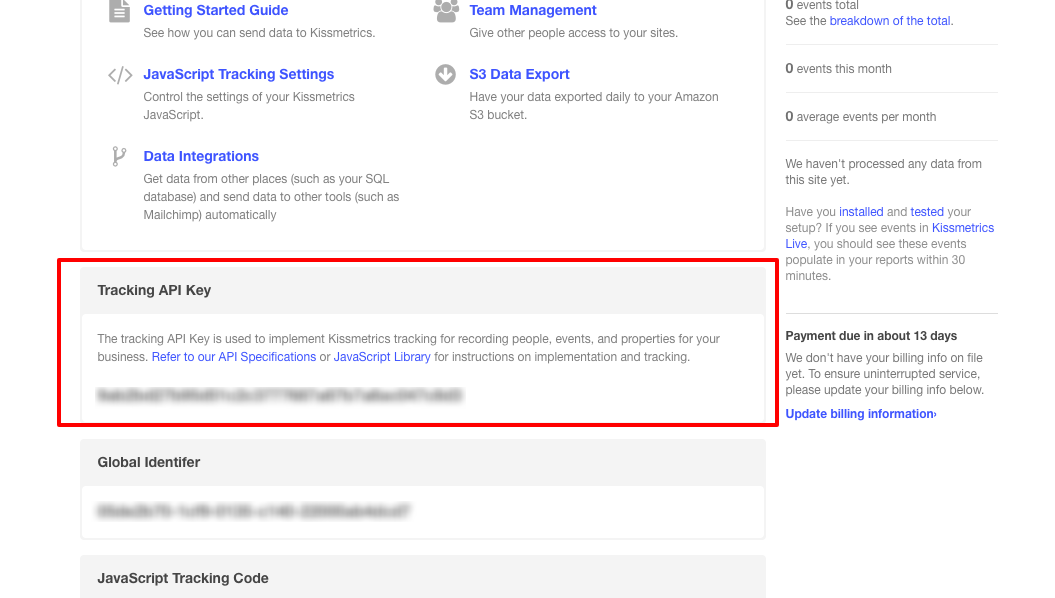 Getting Started Guide
See how you can send data to Kissmetrics.
Team Management
Give other people access to your sites.
JavaScript Tracking Settings
Control the settings of your Kissmetrics
JavaScript.
S3 Data Export
Have your data exported daily to your Amazon
S3 bucket.
Data Integrations
Get data from other places (such as your SQL
database) and send data to other tools (such as
Mailchimp) automatically
Tracking API Key
The tracking API Key is used to implement Kissmetrics tracking for recording people, events, and properties for your
business. Refer to our API Specifications or JavaScript Library for instructions on implementation and tracking.
Global Identifer
JavaScript Tracking Code
0 events total
See the breakdown of the total.
0 events this month
0 average events per month
We haven't processed any data from
this site yet.
Have you installed and tested your
setup? If you see events in Kissmetrics
Live, you should see these events
populate in your reports within 30
minutes.
Payment due in about 13 days
We don't have your billing info on file
yet. To ensure uninterrupted service,
please update your billing info below.
Update billing information›